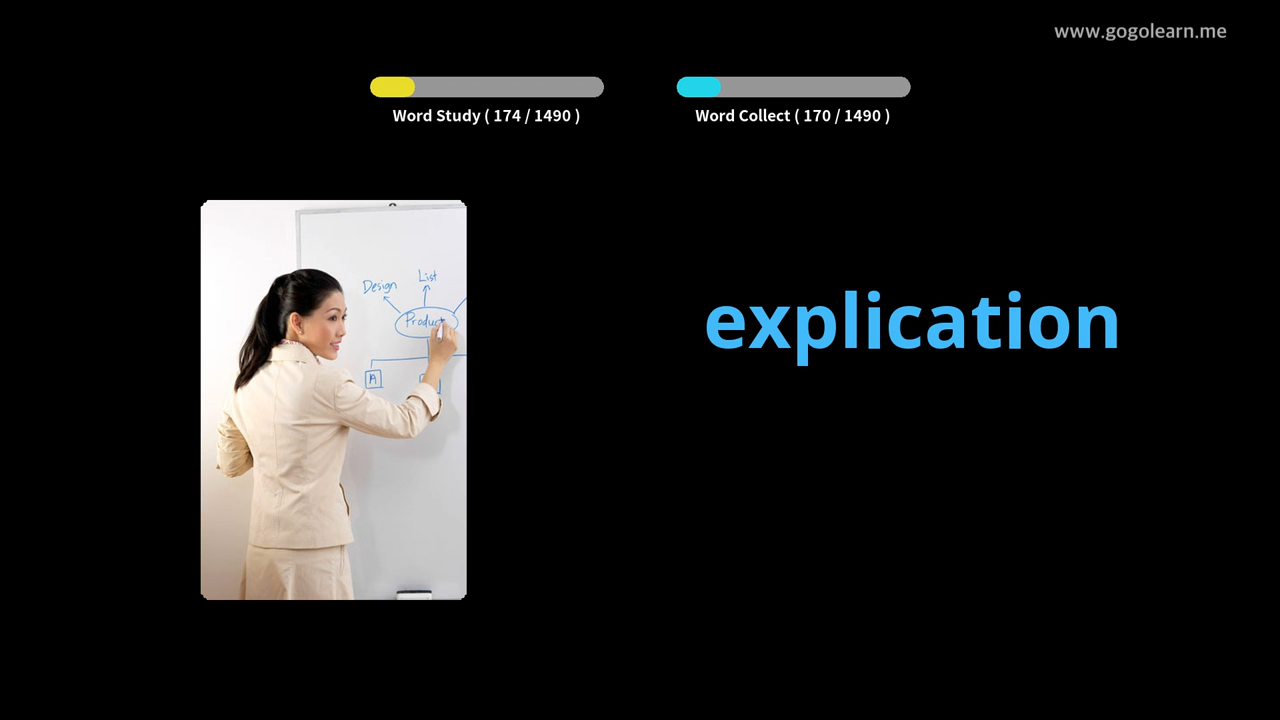 www.gogolearn.me
Word Study ( 174 / 1490 )
Word Collect ( 170 / 1490 )
explication
List
Design
Product
A